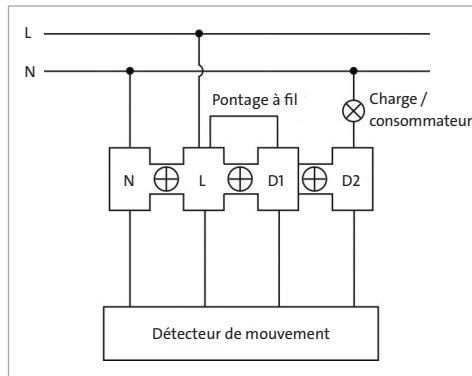 L
N
Pontage à fil
Charge /
consommateur
N
L
D1
D2
Détecteur de mouvement